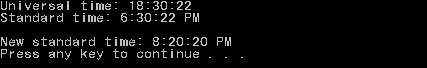 Universal time: 18:30:22
Standard time: 6:30:22 PM
New standard time: 8:20:20 PM
Press any key to continue . . .